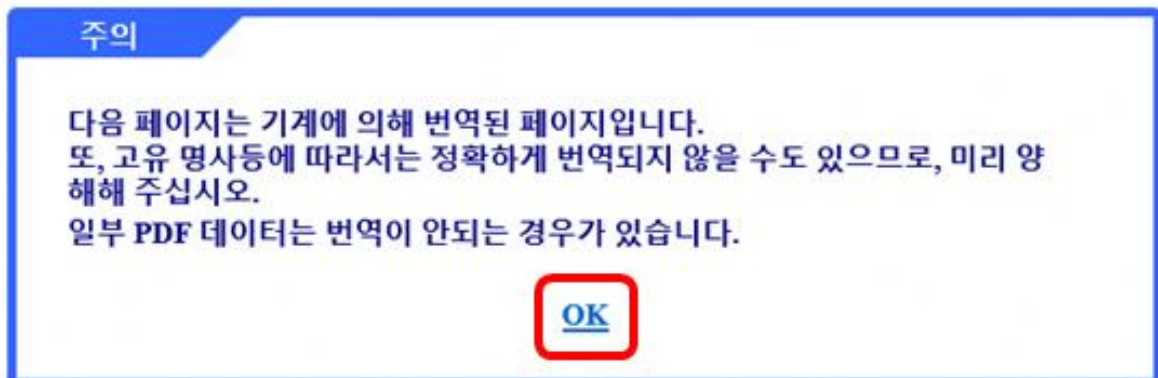 주의
다음 페이지는 기계에 의해 번역된 페이지입니다.
또, 고유 명사등에 따라서는 정확하게 번역되지 않을 수도 있으므로, 미리 양
해해 주십시오.
일부 PDF 데이터는 번역이 안되는 경우가 있습니다.
OK